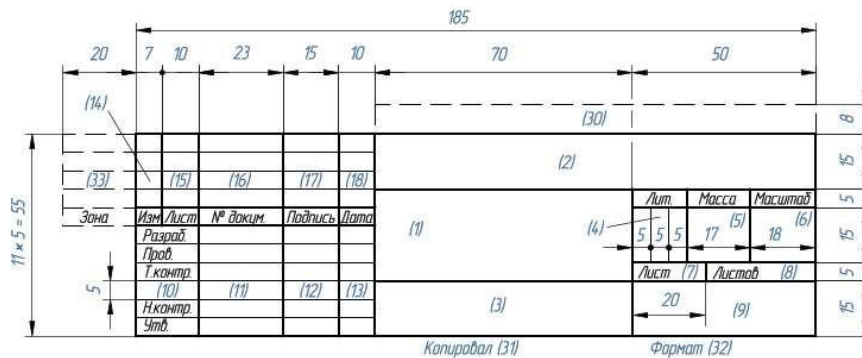 185
20 7 10 23 15 10 70 50
(14)
(30)
8
(2)
15
(33) (15) (16) (17) (18)
Лит. Масса Масштаб
5
Зона Изм Лист № докум. Подпись Дата
(1) (4) (5) (6)
Разраб.
5 5 5 17 18
15
11 × 5 = 55
Пров.
Т.контр.
Лист (7) Листов (8)
5
5
(10) (11) (12) (13)
20
(3) (9)
15
Н.контр.
Утв.
Копировал (31) Формат (32)